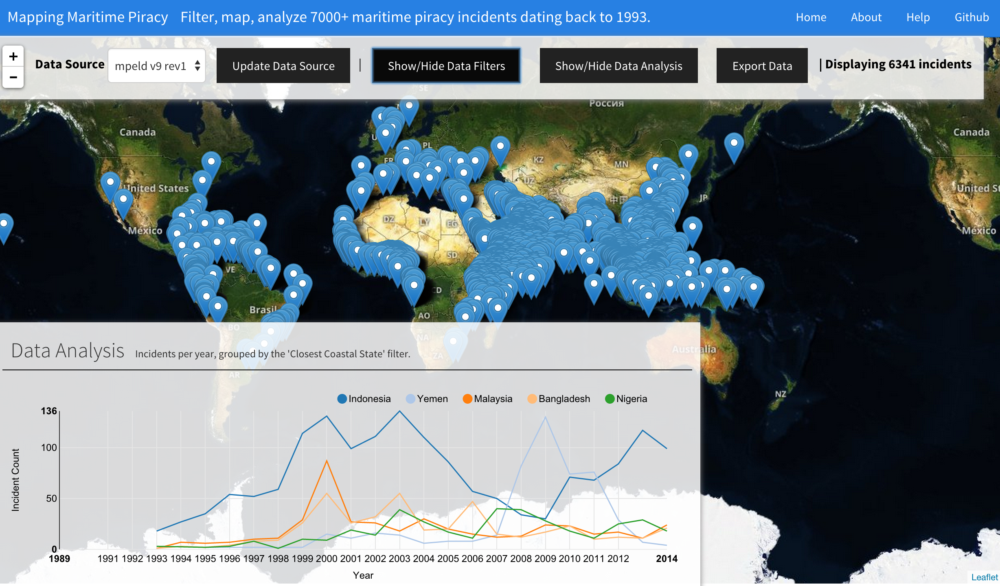 Mapping Maritime Piracy Filter, map, analyze 7000+ maritime piracy incidents dating back to 1993. Home About Help Github
+
−
Data Source mpeld v9 rev1 Update Data Source | Show/Hide Data Filters Show/Hide Data Analysis Export Data | Displaying 6341 incidents
SE
Россия
Canada Canada
PL
KZ
MN
UZ
United States United St
中国
JP
DZ LY EG
México México
SD
VE
CD
Brasil
AO
BO
NA
Australia
ZA
AR
NZ
Data Analysis Incidents per year, grouped by the 'Closest Coastal State' filter.
Indonesia Yemen Malaysia Bangladesh Nigeria
136
100
50
0
Incident Count
1989 1991 1992 1993 1994 1995 1996 1997 1998 1999 2000 2001 2002 2003 2004 2005 2006 2007 2008 2009 2010 2011 2012 2014
Year
Leaflet